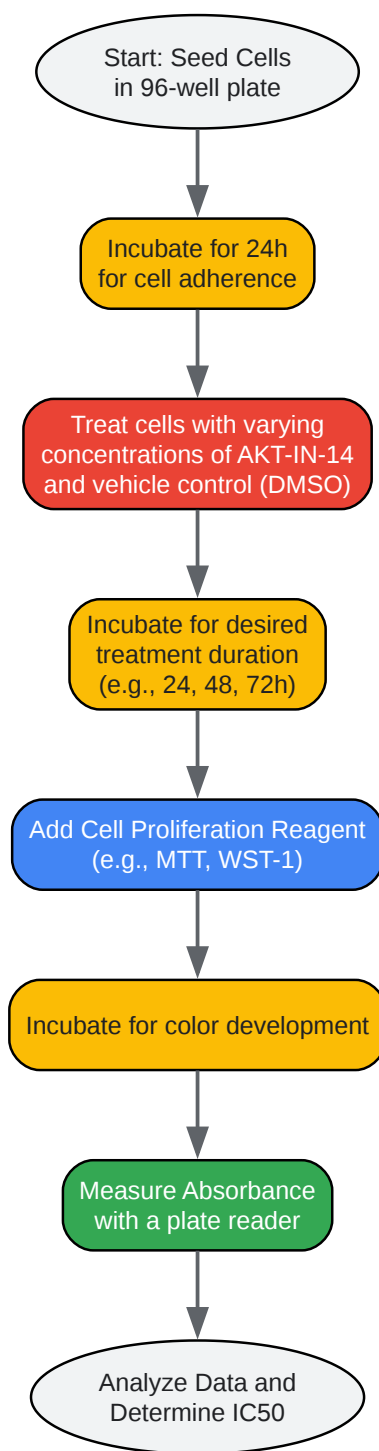 Start: Seed Cells
in 96-well plate
Incubate for 24h
for cell adherence
Treat cells with varying
concentrations of AKT-IN-14
and vehicle control (DMSO)
Incubate for desired
treatment duration
(e.g., 24, 48, 72h)
Add Cell Proliferation Reagent
(e.g., MTT, WST-1)
Incubate for color development
Measure Absorbance
with a plate reader
Analyze Data and
Determine IC50